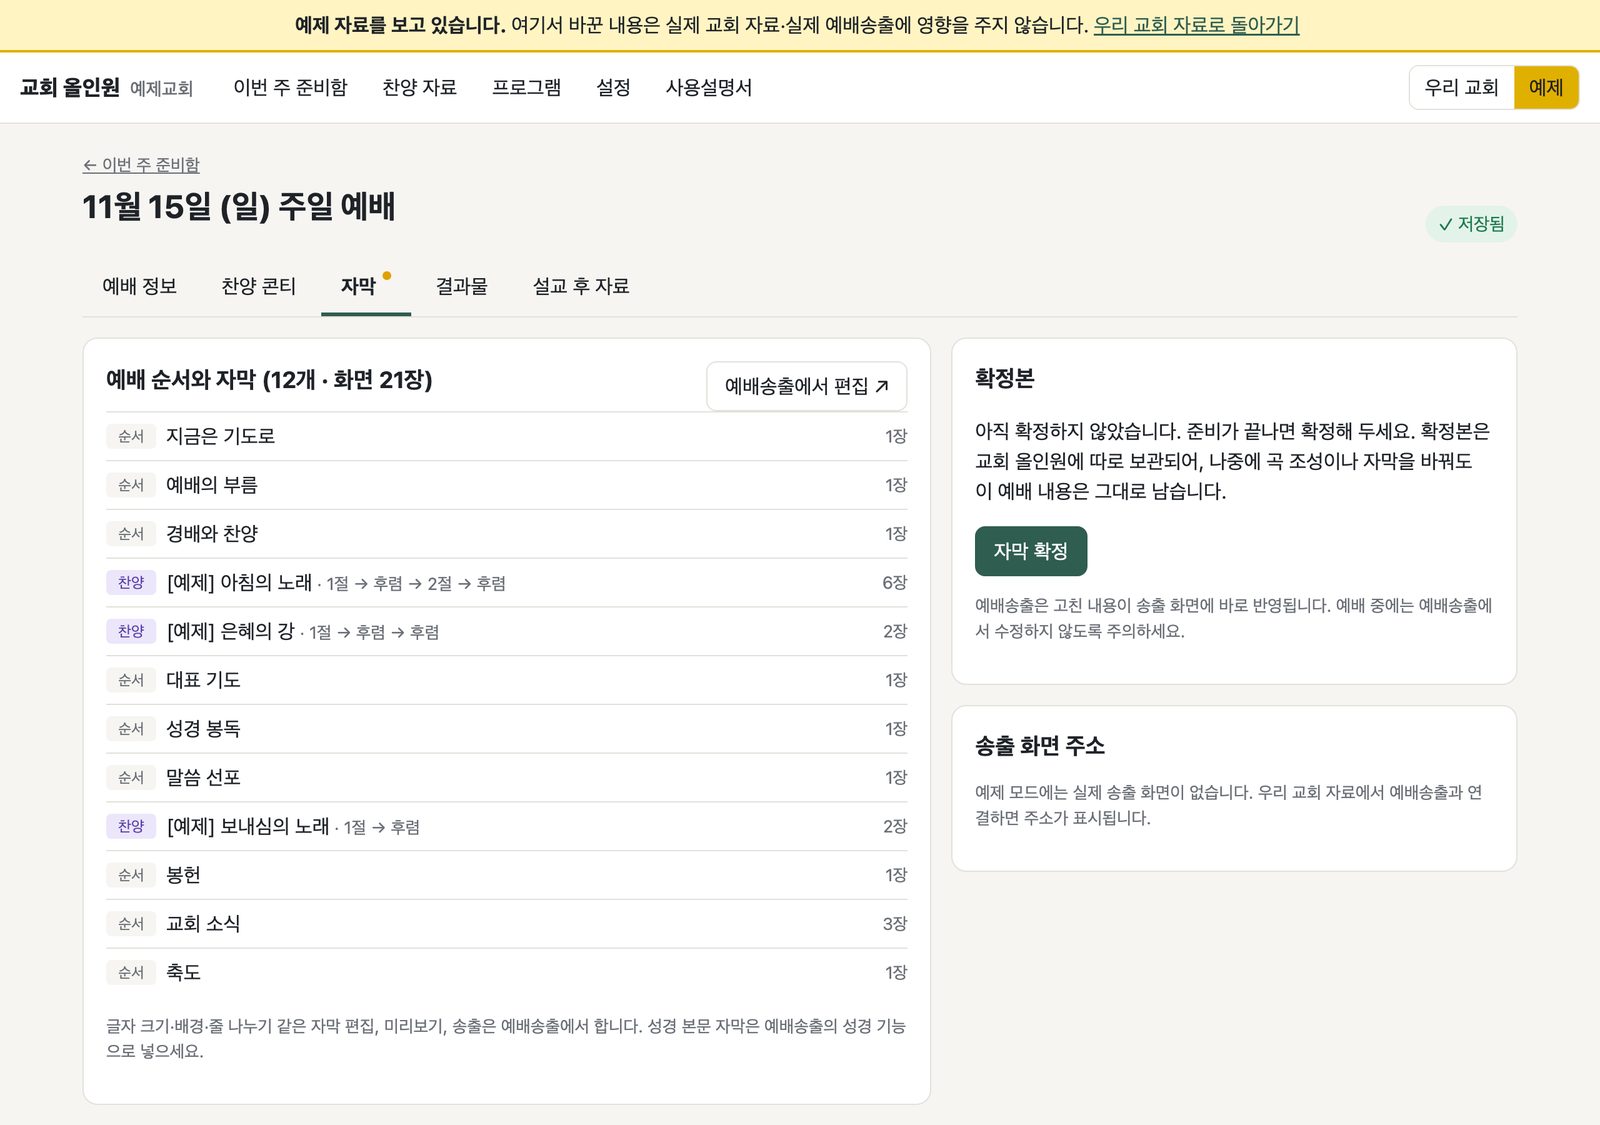 예제 자료를 보고 있습니다. 여기서 바꾼 내용은 실제 교회 자료·실제 예배송출에 영향을 주지 않습니다. 우리 교회 자료로 돌아가기
교회 올인원 예제교회 이번 주 준비함 찬양 자료 프로그램 설정 사용설명서 우리 교회 예제
← 이번 주 준비함
11월 15일 (일) 주일 예배
✓ 저장됨
예배 정보 찬양 콘티 자막 결과물 설교 후 자료
예배 순서와 자막 (12개 · 화면 21장)
예배송출에서 편집 ↗
순서 지금은 기도로 1장
순서 예배의 부름 1장
순서 경배와 찬양 1장
찬양 [예제] 아침의 노래 · 1절 → 후렴 → 2절 → 후렴 6장
찬양 [예제] 은혜의 강 · 1절 → 후렴 → 후렴 2장
순서 대표 기도 1장
순서 성경 봉독 1장
순서 말씀 선포 1장
찬양 [예제] 보내심의 노래 · 1절 → 후렴 2장
순서 봉헌 1장
순서 교회 소식 3장
순서 축도 1장
글자 크기·배경·줄 나누기 같은 자막 편집, 미리보기, 송출은 예배송출에서 합니다. 성경 본문 자막은 예배송출의 성경 기능
으로 넣으세요.
확정본
아직 확정하지 않았습니다. 준비가 끝나면 확정해 두세요. 확정본은
교회 올인원에 따로 보관되어, 나중에 곡 조성이나 자막을 바꿔도
이 예배 내용은 그대로 남습니다.
자막 확정
예배송출은 고친 내용이 송출 화면에 바로 반영됩니다. 예배 중에는 예배송출에
서 수정하지 않도록 주의하세요.
송출 화면 주소
예제 모드에는 실제 송출 화면이 없습니다. 우리 교회 자료에서 예배송출과 연
결하면 주소가 표시됩니다.